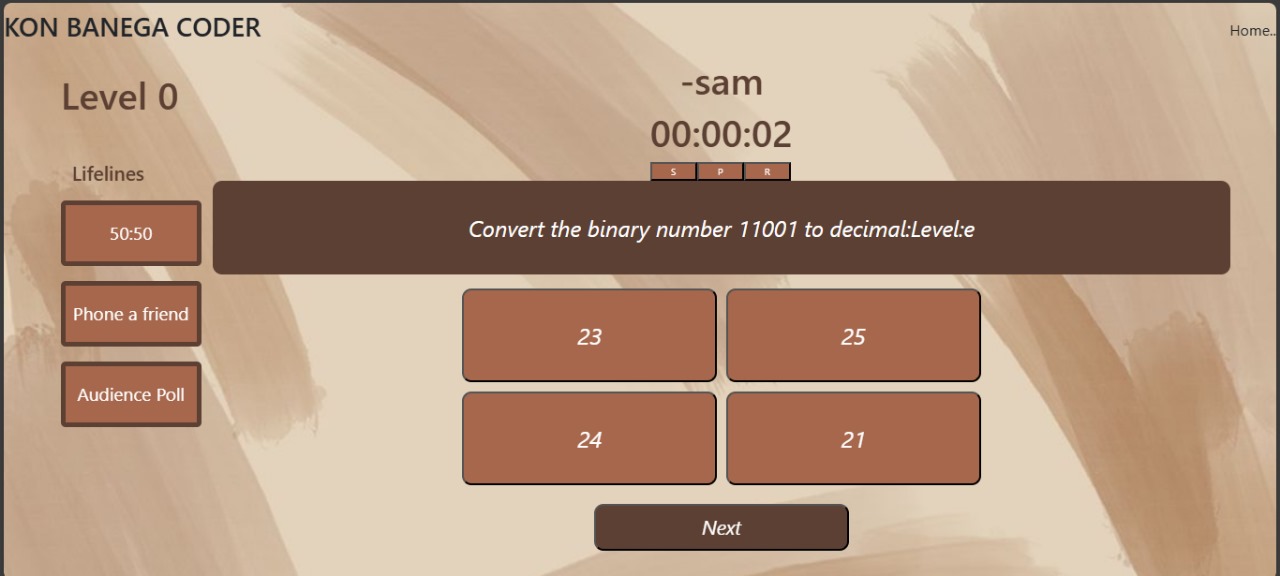 KON BANEGA CODER
Home..
Level 0
-sam
00:00:02
S P R
Lifelines
50:50
Phone a friend
Audience Poll
Convert the binary number 11001 to decimal:Level:e
23
25
24
21
Next